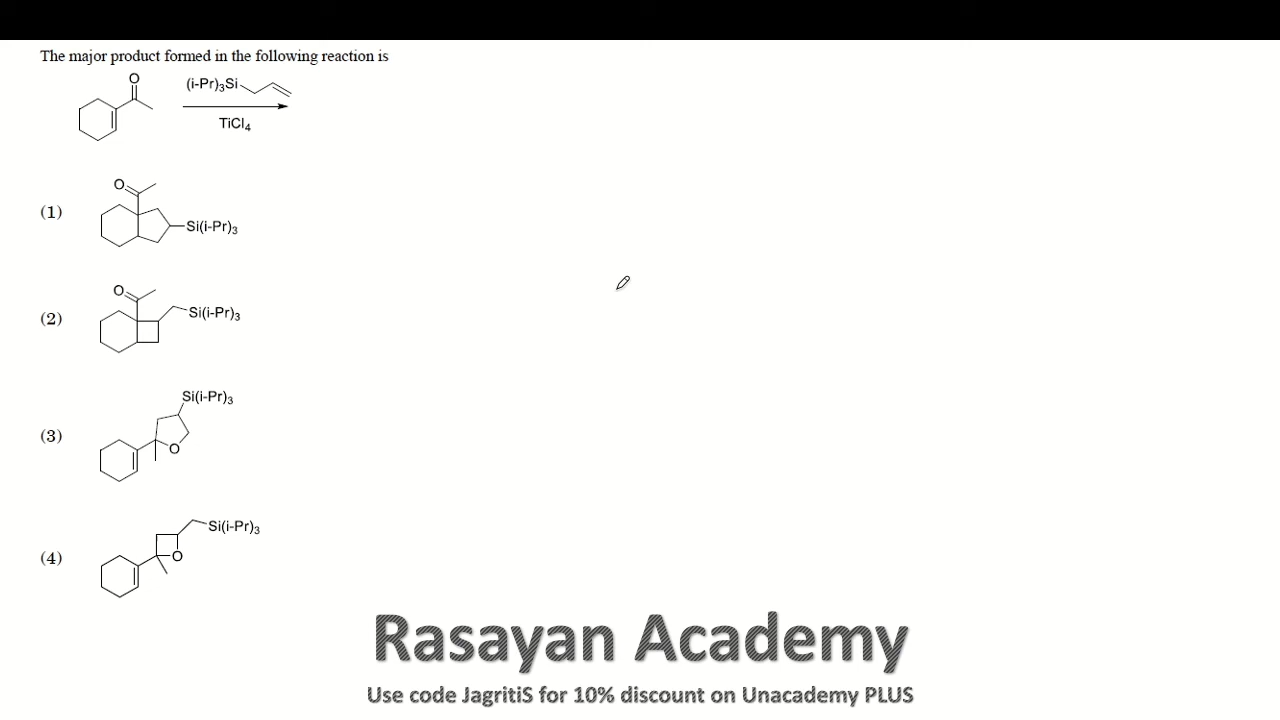 The major product formed in the following reaction is
O
(i-Pr)₃Si
TiCl₄
(1)
O
Si(i-Pr)₃
(2)
O
Si(i-Pr)₃
(3)
Si(i-Pr)₃
O
(4)
Si(i-Pr)₃
O
Rasayan Academy
Use code JagritiS for 10% discount on Unacademy PLUS